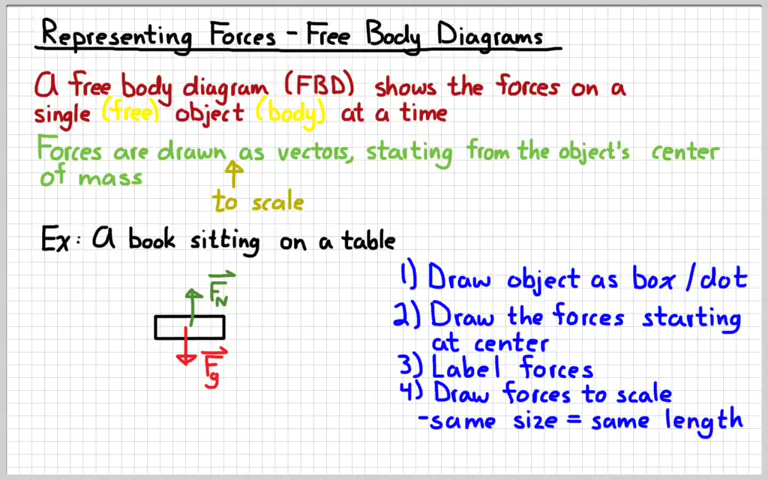 Representing Forces - Free Body Diagrams
A free body diagram (FBD) shows the forces on a
single (free) object (body) at a time
Forces are drawn as vectors, starting from the object's center
of mass
to scale
Ex: A book sitting on a table
F_N
F_g
1) Draw object as box/dot
2) Draw the forces starting
at center
3) Label forces
4) Draw forces to scale
-same size = same length